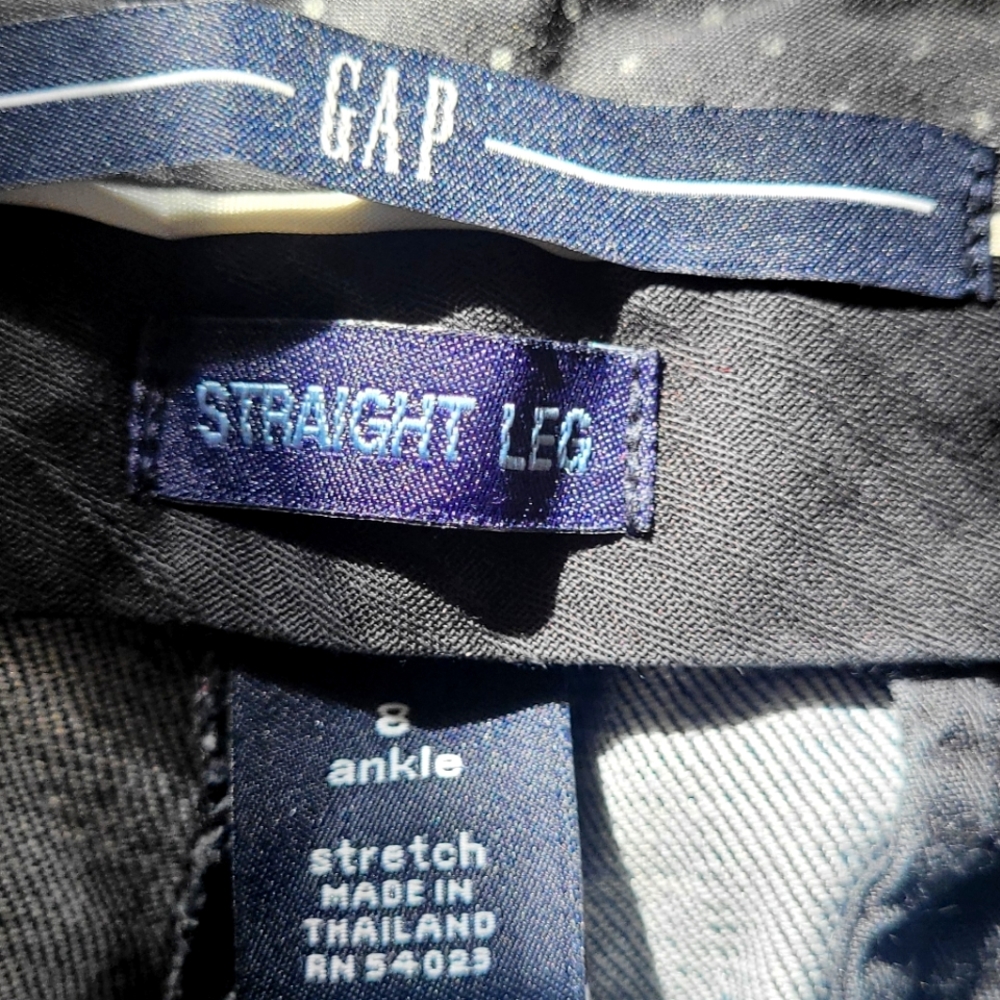 GAP
STRAIGHT LEG
8
ankle
stretch
MADE IN
THAILAND
RN 54023